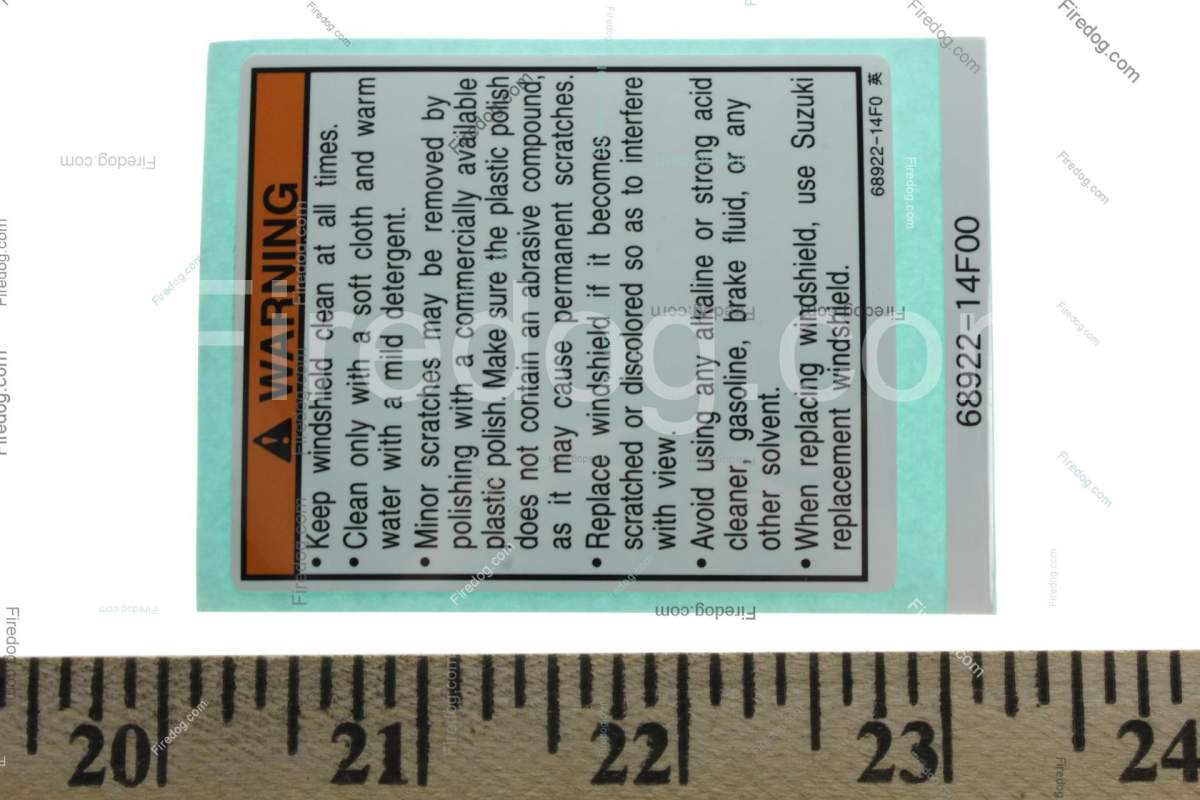 WARNING
• Keep windshield clean at all times.
• Clean only with a soft cloth and warm
water with a mild detergent.
• Minor scratches may be removed by
polishing with a commercially available
plastic polish. Make sure the plastic polish
does not contain an abrasive compound,
as it may cause permanent scratches.
• Replace windshield if it becomes
scratched or discolored so as to interfere
with view.
• Avoid using any alkaline or strong acid
cleaner, gasoline, brake fluid, or any
other solvent.
• When replacing windshield, use Suzuki
replacement windshield.
68922-14F0 英
68922-14F00
Firedog.co
Firedog.com
20 21 22 23 24